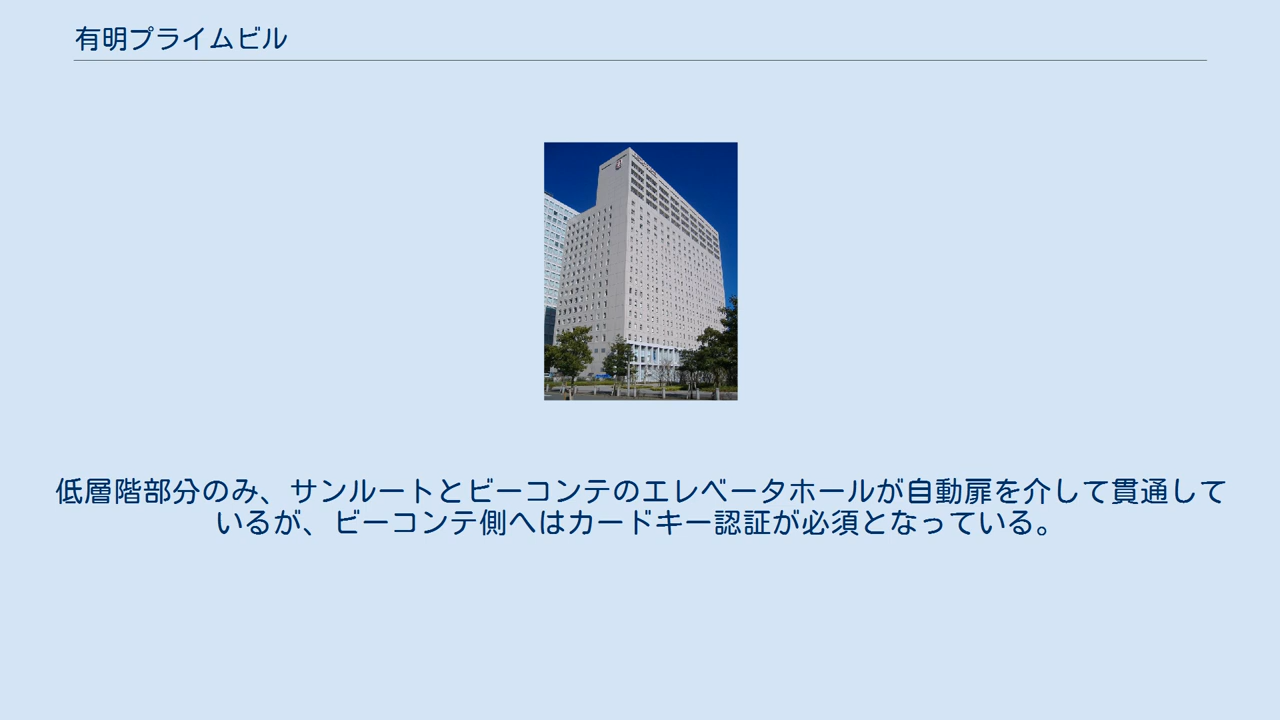 有明プライムビル
低層階部分のみ、サンルートとビーコンテのエレベータホールが自動扉を介して貫通して
いるが、ビーコンテ側へはカードキー認証が必須となっている。